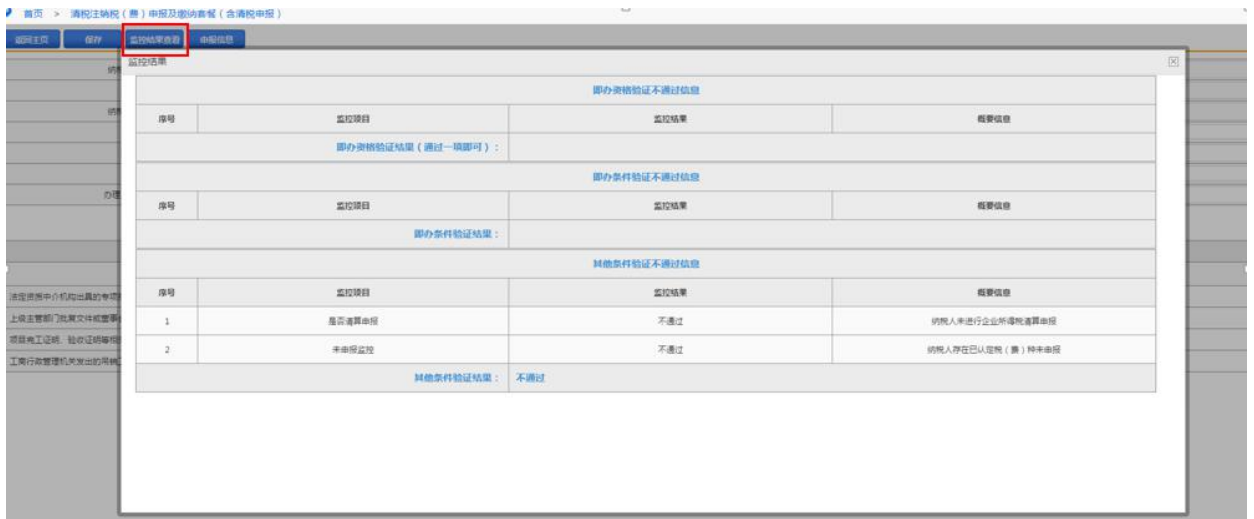 首页 > 清税注销税（费）申报及缴纳套餐（含清税申报）
返回主页 保存 监控结果查看 申报信息
监控结果
即办资格验证不通过信息
序号 监控项目 监控结果 概要信息
即办资格验证结果（通过一项即可）：
即办条件验证不通过信息
序号 监控项目 监控结果 概要信息
即办条件验证结果：
其他条件验证不通过信息
序号 监控项目 监控结果 概要信息
1 是否清算申报 不通过 纳税人未进行企业所得税清算申报
2 未申报监控 不通过 纳税人存在已认定税（费）种未申报
其他条件验证结果： 不通过
纳税
纳税
办理
法定资质中介机构出具的专项
上级主管部门批复文件或董事会
项目完工证明、验收证明等相
工商行政管理机关发出的吊销工